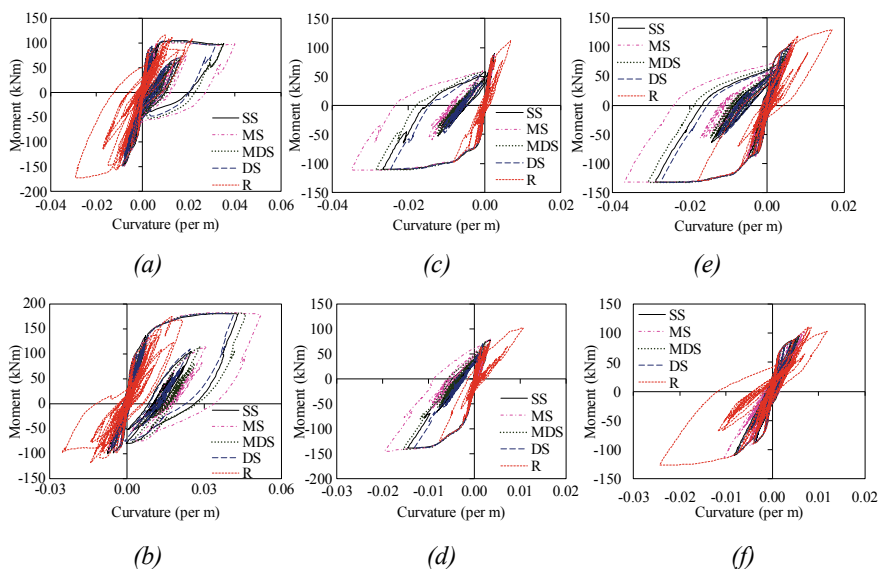 150
100
50
0
-50
-100
-150
-200
Moment (kNm)
-0.04 -0.02 0.00 0.02 0.04 0.06
Curvature (per m)
SS
MS
MDS
DS
R
(a)
150
100
50
0
-50
-100
-150
Moment (kNm)
-0.04 -0.02 0.00 0.02
Curvature (per m)
SS
MS
MDS
DS
R
(c)
150
100
50
0
-50
-100
-150
Moment (kNm)
-0.04 -0.02 0.00 0.02
Curvature (per m)
SS
MS
MDS
DS
R
(e)
200
150
100
50
0
-50
-100
-150
Moment (kNm)
-0.03 0.00 0.03 0.06
Curvature (per m)
SS
MS
MDS
DS
R
(b)
150
100
50
0
-50
-100
-150
-200
Moment (kNm)
-0.03 -0.02 -0.01 0.00 0.01 0.02
Curvature (per m)
SS
MS
MDS
DS
R
(d)
150
100
50
0
-50
-100
-150
Moment (kNm)
-0.03 -0.02 -0.01 0.00 0.01 0.02
Curvature (per m)
SS
MS
MDS
DS
R
(f)